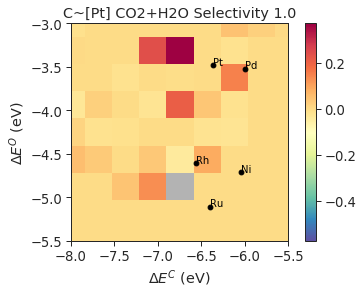 C~[Pt] CO2+H2O Selectivity 1.0
−3.0
−3.5
−4.0
−4.5
−5.0
−5.5
ΔE^O (eV)
Pt
Pd
Rh
Ni
Ru
−8.0 −7.5 −7.0 −6.5 −6.0 −5.5
ΔE^C (eV)
0.2
0.0
−0.2
−0.4